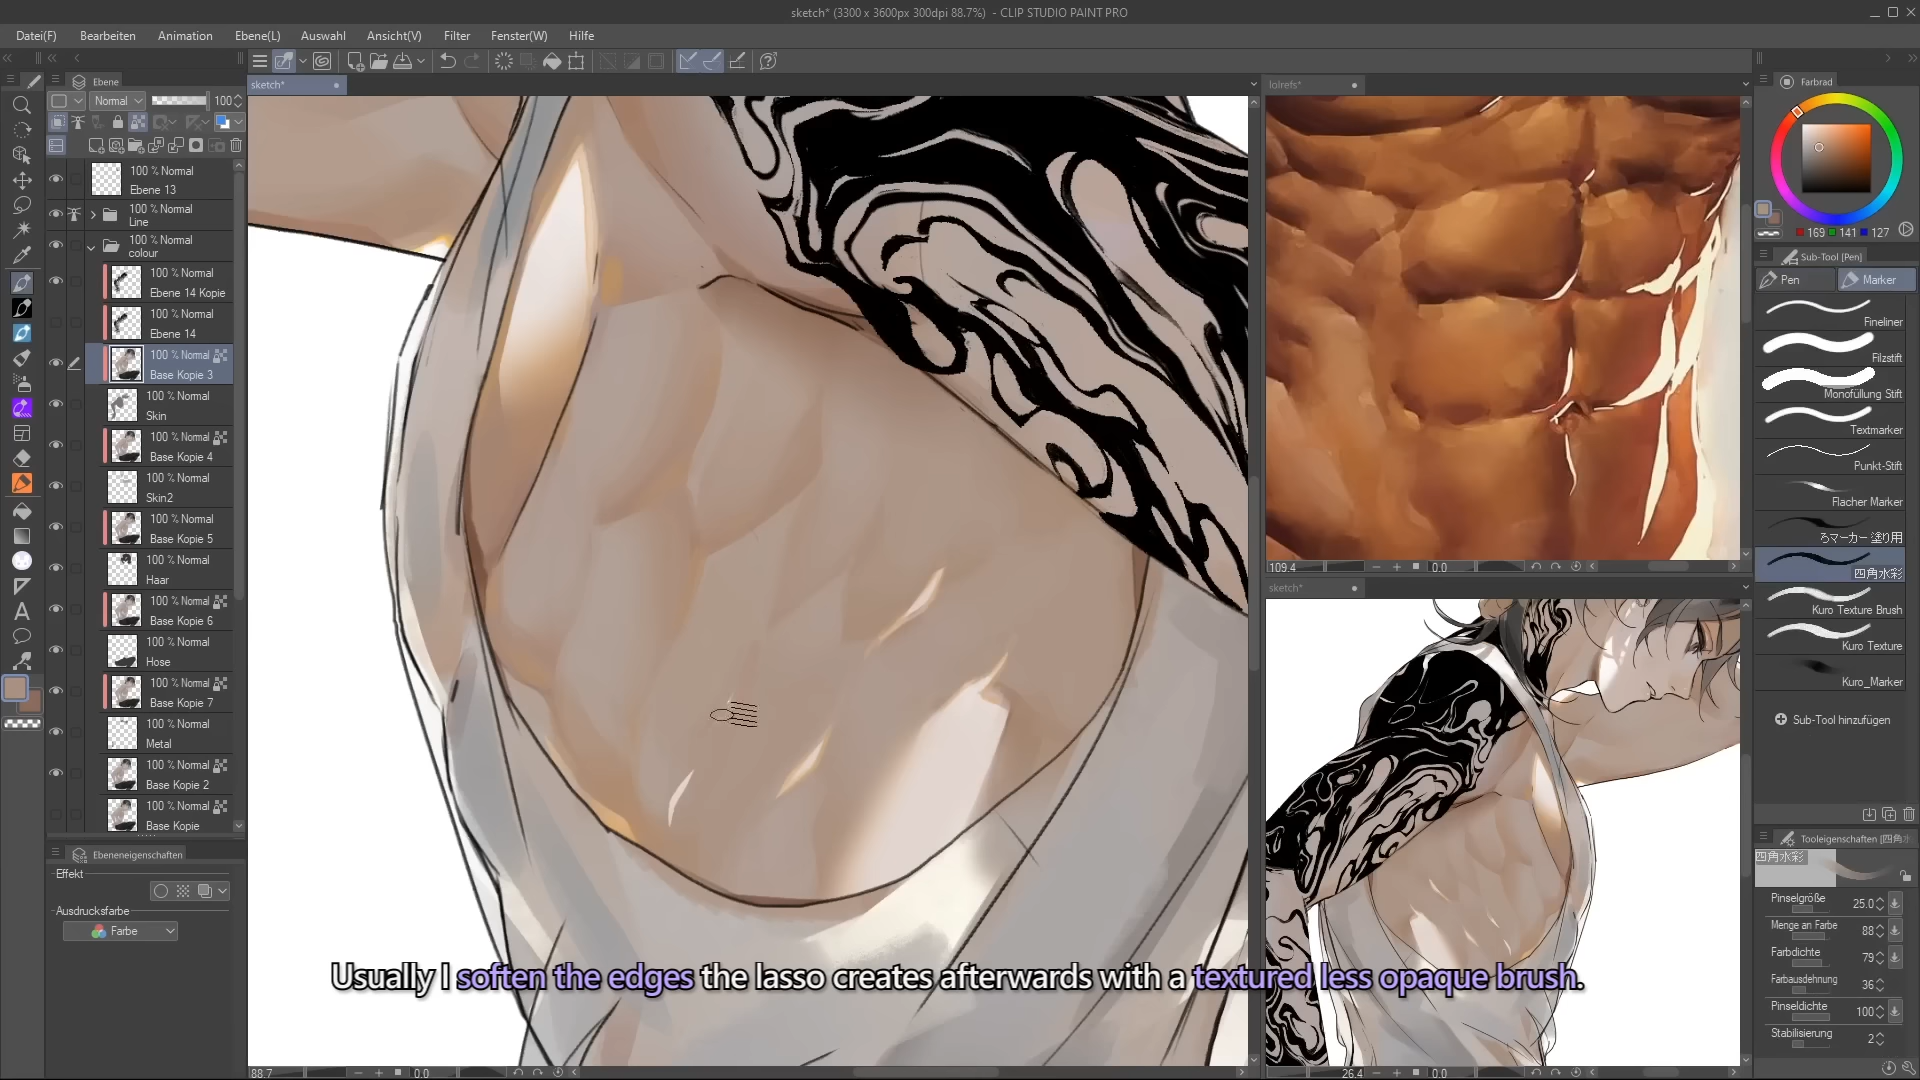 sketch* (3300 x 3600px 300dpi 88.7%) - CLIP STUDIO PAINT PRO
Datei(F) Bearbeiten Animation Ebene(L) Auswahl Ansicht(V) Filter Fenster(W) Hilfe
Ebene
Normal 100
100 % Normal
Ebene 13
100 % Normal
Line
100 % Normal
colour
100 % Normal
Ebene 14 Kopie
100 % Normal
Ebene 14
100 % Normal
Base Kopie 3
100 % Normal
Skin
100 % Normal
Base Kopie 4
100 % Normal
Skin2
100 % Normal
Base Kopie 5
100 % Normal
Haar
100 % Normal
Base Kopie 6
100 % Normal
Hose
100 % Normal
Base Kopie 7
100 % Normal
Metal
100 % Normal
Base Kopie 2
100 % Normal
Base Kopie
Ebeneneigenschaften
Effekt
Ausdrucksfarbe
Farbe
sketch*
88.7 0.0
Usually I soften the edges the lasso creates afterwards with a textured less opaque brush.
lolrefs*
109.4 0.0
sketch*
26.4 0.0
Farbrad
169 141 127
Sub-Tool [Pen]
Pen Marker
Fineliner
Filzstift
Monofüllung Stift
Textmarker
Punkt-Stift
Flacher Marker
ろマーカー 塗り用
四角水彩
Kuro Texture Brush
Kuro Texture
Kuro_Marker
Sub-Tool hinzufügen
Tooleigenschaften [四角水
四角水彩
Pinselgröße 25.0
Menge an Farbe 88
Farbdichte 79
Farbausdehnung 36
Pinseldichte 100
Stabilisierung 2